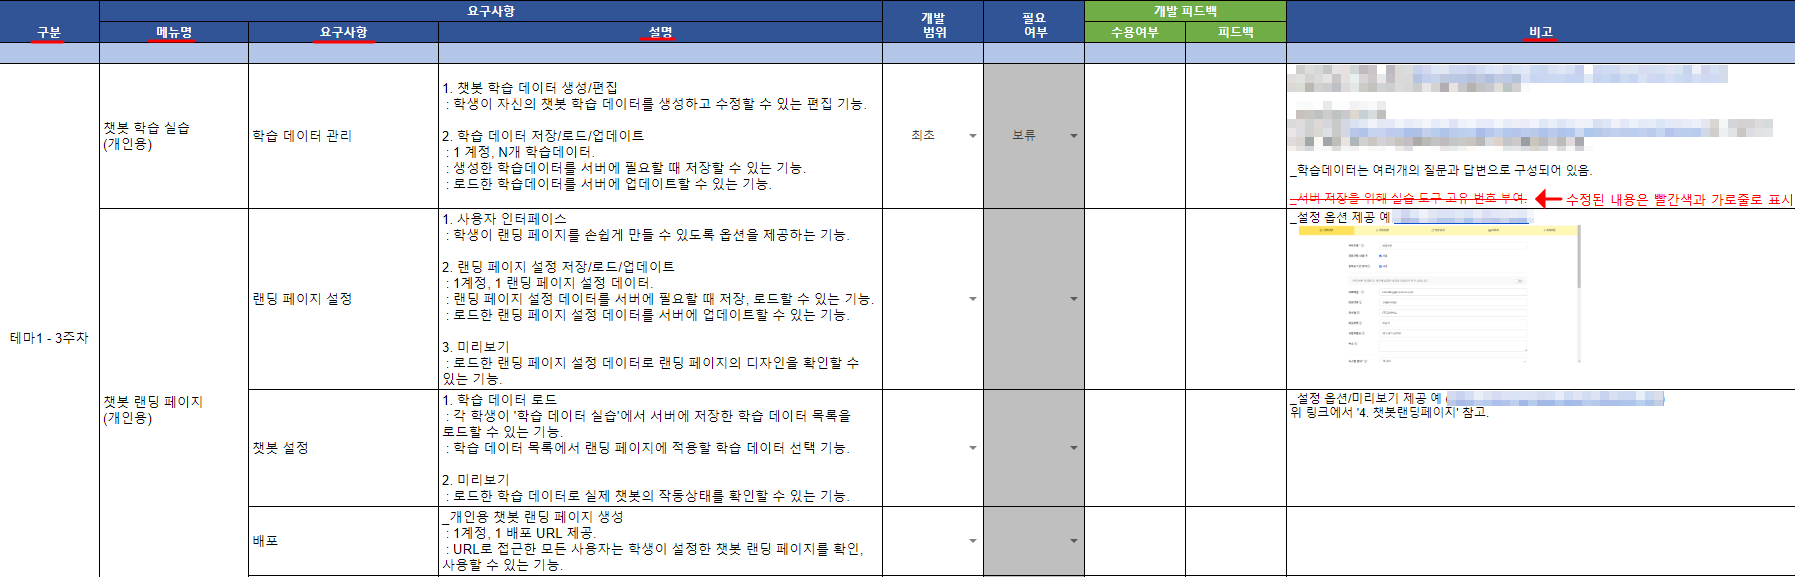 요구사항
개발 피드백
구분
메뉴명
요구사항
설명
개발
범위
필요
여부
수용여부
피드백
비고
테마1 - 3주차
챗봇 학습 실습
(개인용)
학습 데이터 관리
1. 챗봇 학습 데이터 생성/편집
: 학생이 자신의 챗봇 학습 데이터를 생성하고 수정할 수 있는 편집 기능.
2. 학습 데이터 저장/로드/업데이트
: 1 계정, N개 학습데이터.
: 생성한 학습데이터를 서버에 필요할 때 저장할 수 있는 기능.
: 로드한 학습데이터를 서버에 업데이트할 수 있는 기능.
최초
보류
_학습데이터는 여러개의 질문과 답변으로 구성되어 있음.
_서버 저장을 위해 실습 도구 고유 번호 부여.
수정된 내용은 빨간색과 가로줄로 표시
챗봇 랜딩 페이지
(개인용)
랜딩 페이지 설정
1. 사용자 인터페이스
: 학생이 랜딩 페이지를 손쉽게 만들 수 있도록 옵션을 제공하는 기능.
2. 랜딩 페이지 설정 저장/로드/업데이트
: 1계정, 1 랜딩 페이지 설정 데이터.
: 랜딩 페이지 설정 데이터를 서버에 필요할 때 저장, 로드할 수 있는 기능.
: 로드한 랜딩 페이지 설정 데이터를 서버에 업데이트할 수 있는 기능.
3. 미리보기
: 로드한 랜딩 페이지 설정 데이터로 랜딩 페이지의 디자인을 확인할 수
있는 기능.
_설정 옵션 제공 예
챗봇 설정
1. 학습 데이터 로드
: 각 학생이 '학습 데이터 실습'에서 서버에 저장한 학습 데이터 목록을
로드할 수 있는 기능.
: 학습 데이터 목록에서 랜딩 페이지에 적용할 학습 데이터 선택 기능.
2. 미리보기
: 로드한 학습 데이터로 실제 챗봇의 작동상태를 확인할 수 있는 기능.
_설정 옵션/미리보기 제공 예 (
위 링크에서 '4. 챗봇랜딩페이지' 참고.
배포
_개인용 챗봇 랜딩 페이지 생성
: 1계정, 1 배포 URL 제공.
: URL로 접근한 모든 사용자는 학생이 설정한 챗봇 랜딩 페이지를 확인,
사용할 수 있는 기능.